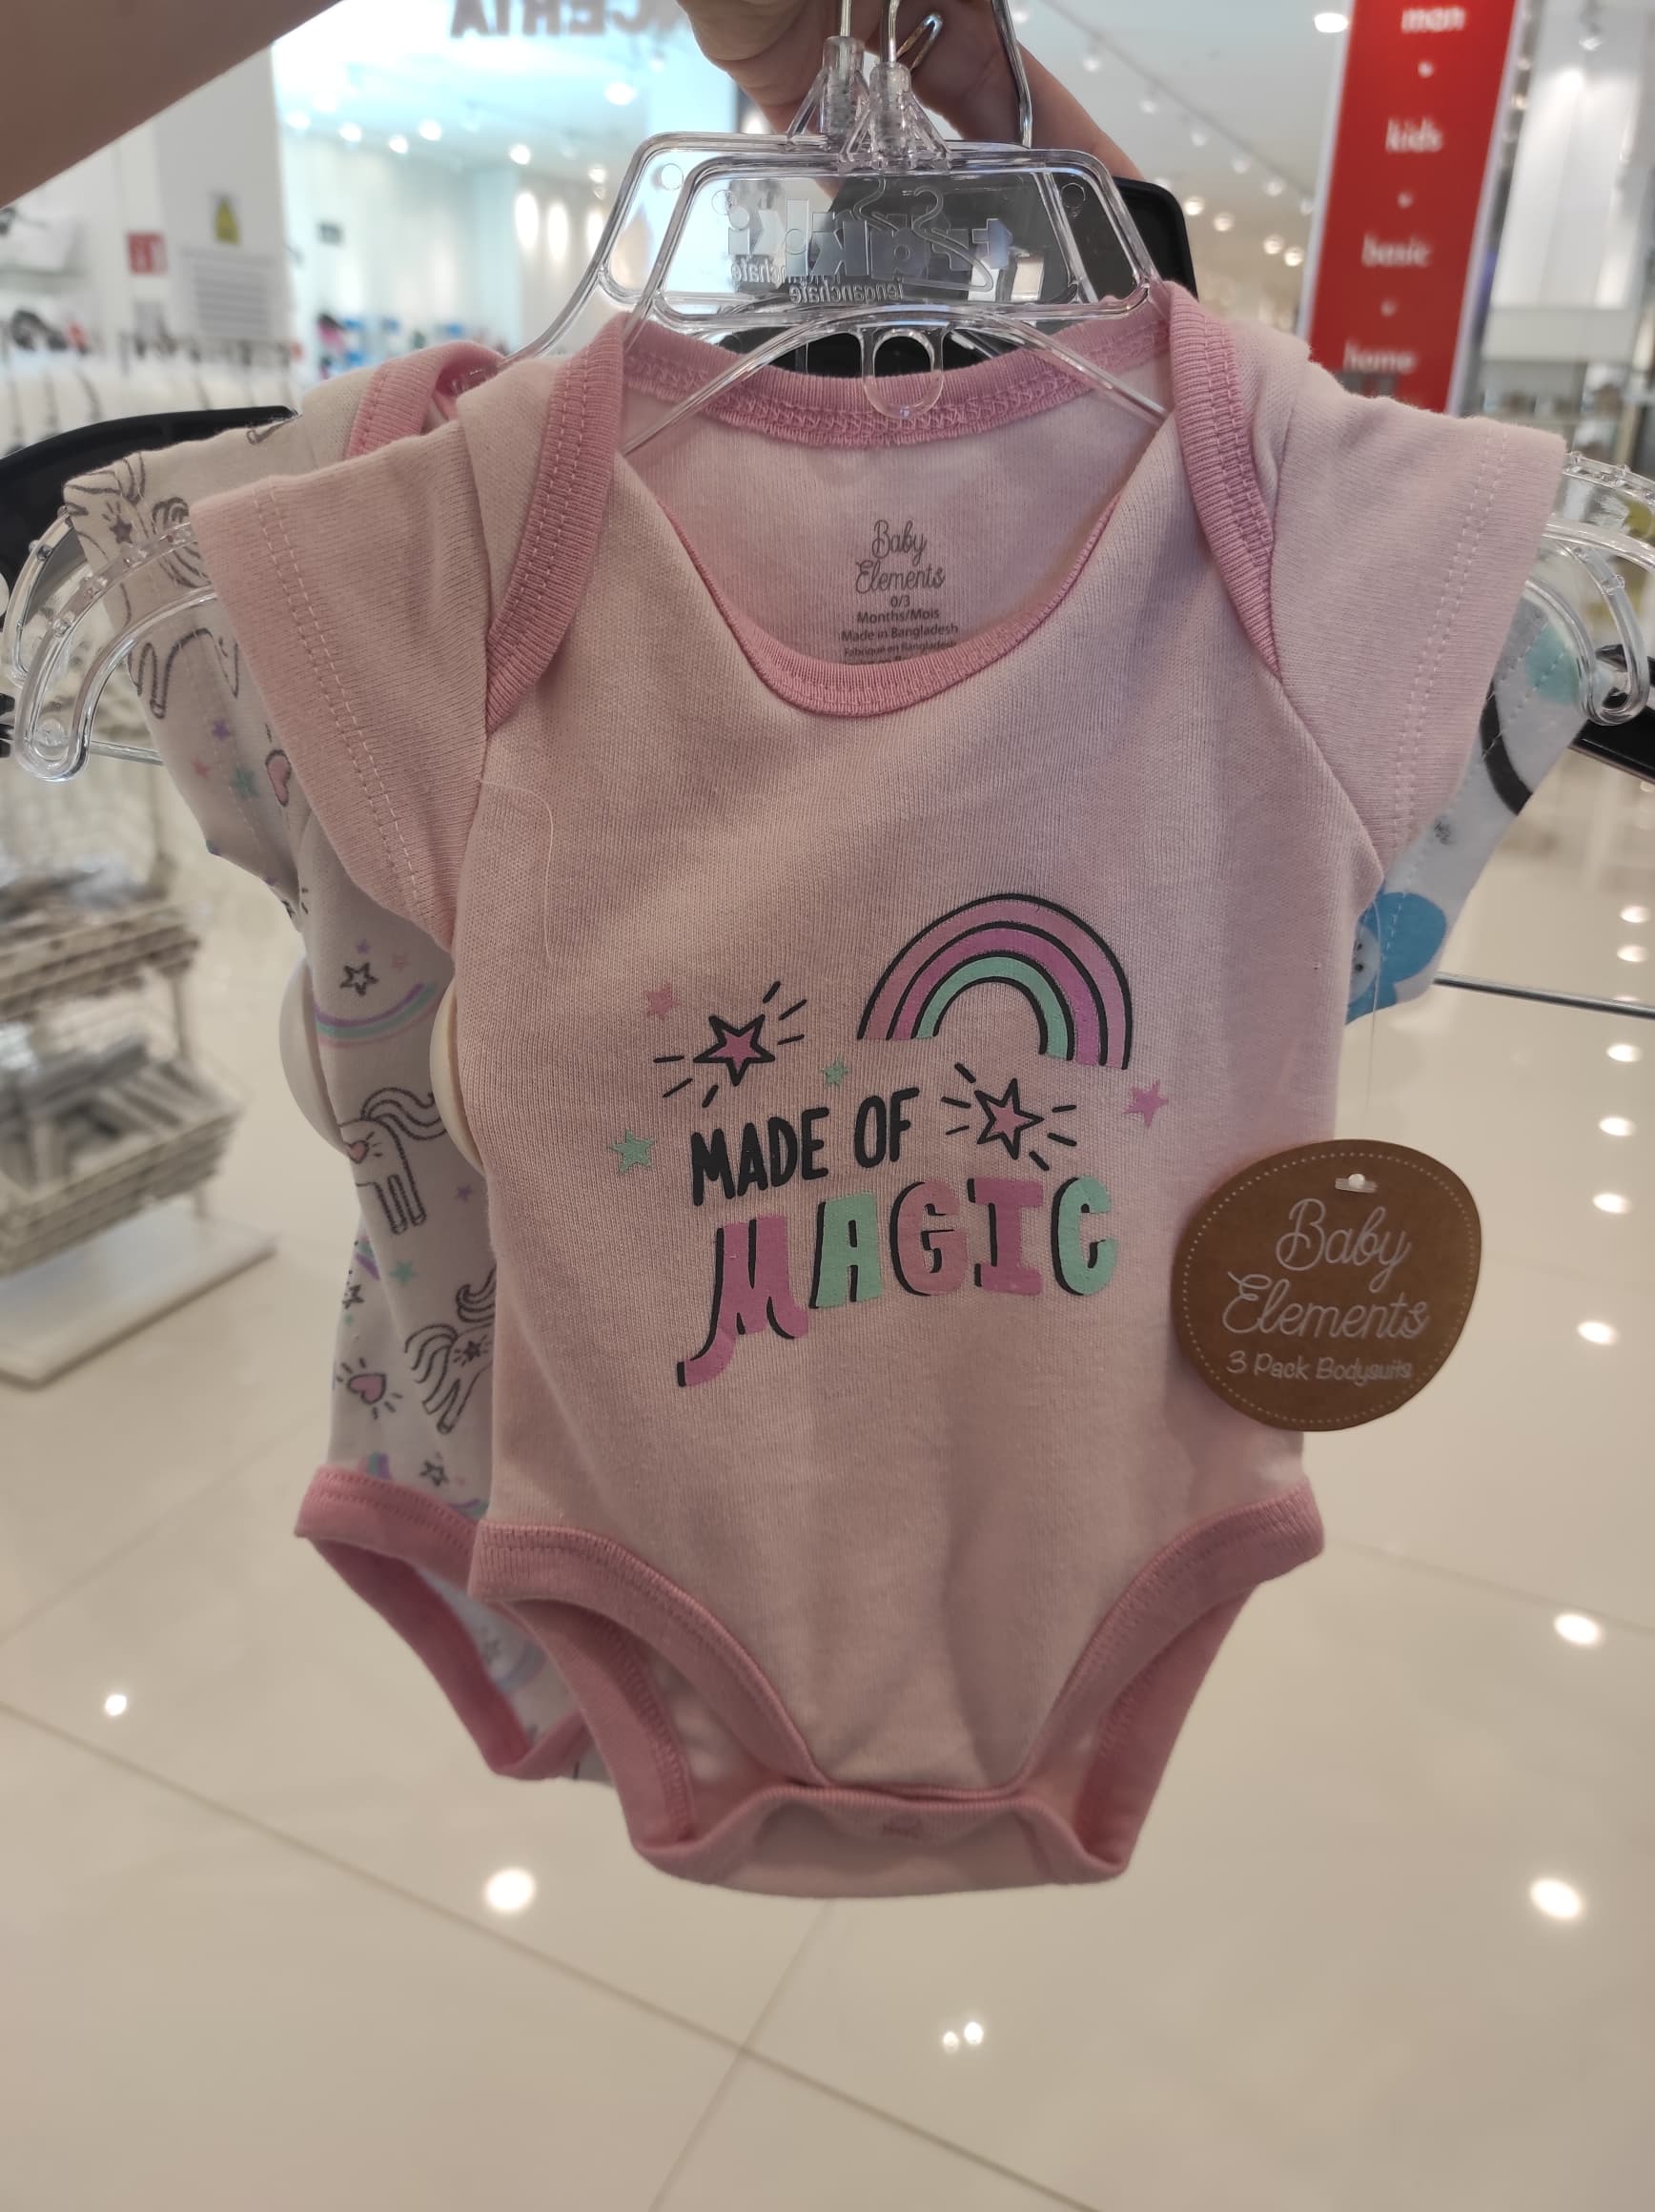 man
kids
basic
home
Baby
Elements
0/3
Months/Mois
Made in Bangladesh
MADE OF
MAGIC
Baby
Elements
3 Pack Bodysuits